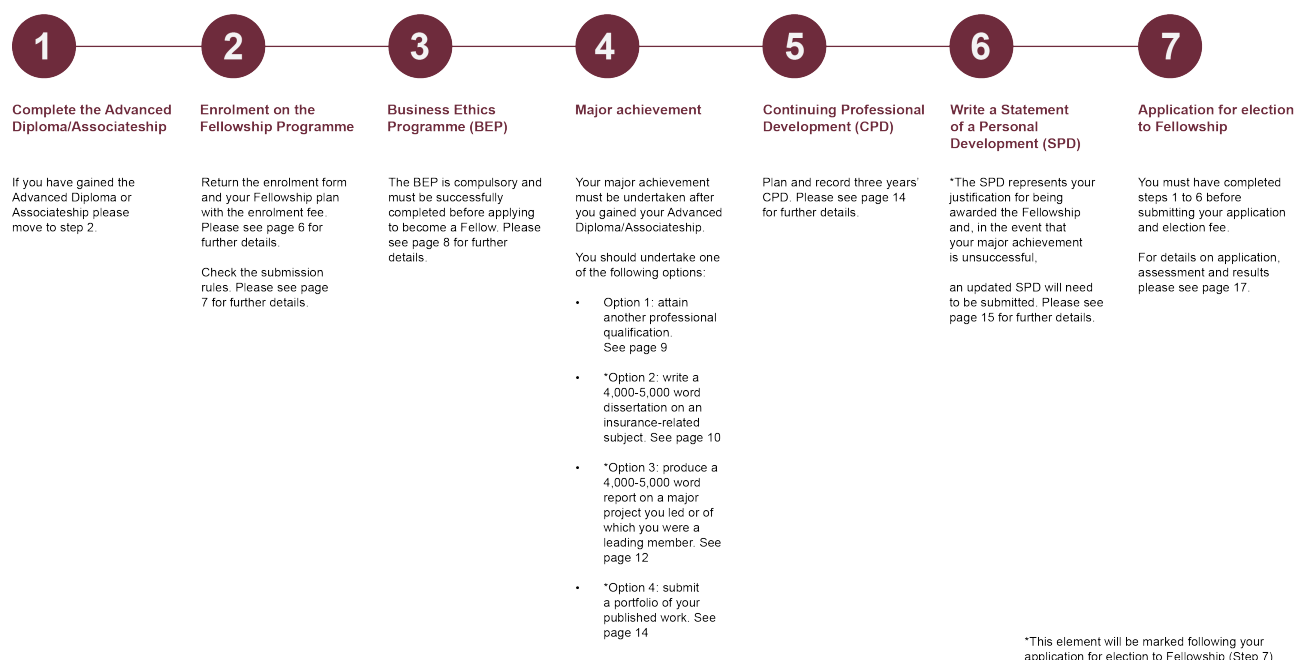 1
2
3
4
5
6
7
Complete the Advanced
Diploma/Associateship
If you have gained the
Advanced Diploma or
Associateship please
move to step 2.
Enrolment on the
Fellowship Programme
Return the enrolment form
and your Fellowship plan
with the enrolment fee.
Please see page 6 for
further details.
Check the submission
rules. Please see page
7 for further details.
Business Ethics
Programme (BEP)
The BEP is compulsory and
must be successfully
completed before applying
to become a Fellow. Please
see page 8 for further
details.
Major achievement
Your major achievement
must be undertaken after
you gained your Advanced
Diploma/Associateship.
You should undertake one
of the following options:
• Option 1: attain
another professional
qualification.
See page 9
• *Option 2: write a
4,000-5,000 word
dissertation on an
insurance-related
subject. See page 10
• *Option 3: produce a
4,000-5,000 word
report on a major
project you led or of
which you were a
leading member. See
page 12
• *Option 4: submit
a portfolio of your
published work. See
page 14
Continuing Professional
Development (CPD)
Plan and record three years'
CPD. Please see page 14
for further details.
Write a Statement
of a Personal
Development (SPD)
*The SPD represents your
justification for being
awarded the Fellowship
and, in the event that
your major achievement
is unsuccessful,
an updated SPD will need
to be submitted. Please see
page 15 for further details.
Application for election
to Fellowship
You must have completed
steps 1 to 6 before
submitting your application
and election fee.
For details on application,
assessment and results
please see page 17.
*This element will be marked following your
application for election to Fellowship (Step 7)